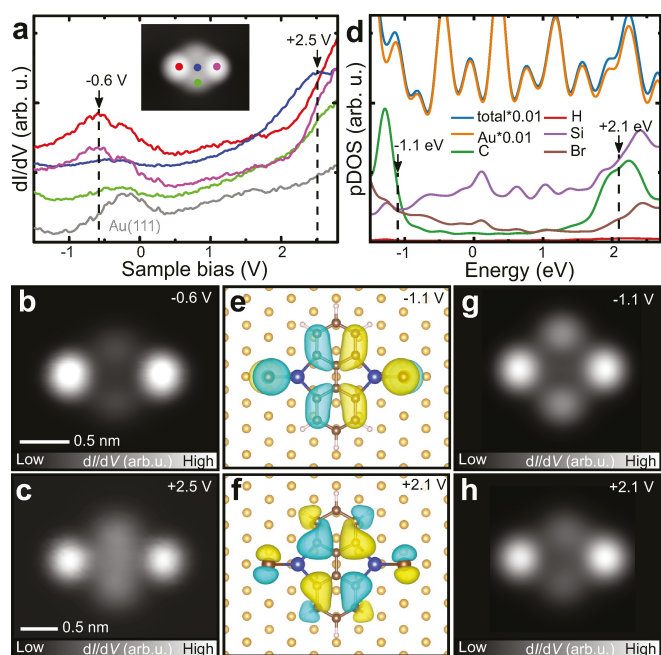 a
dI/dV (arb. u.)
-0.6 V
+2.5 V
Au(111)
-1 0 1 2
Sample bias (V)
d
pDOS (arb. u.)
total*0.01
Au*0.01
C
H
Si
Br
-1.1 eV
+2.1 eV
-1 0 1 2
Energy (eV)
b
-0.6 V
0.5 nm
Low dI/dV (arb.u.) High
e
-1.1 V
g
-1.1 V
Low dI/dV (arb.u.) High
c
+2.5 V
0.5 nm
Low dI/dV (arb.u.) High
f
+2.1 V
h
+2.1 V
Low dI/dV (arb.u.) High